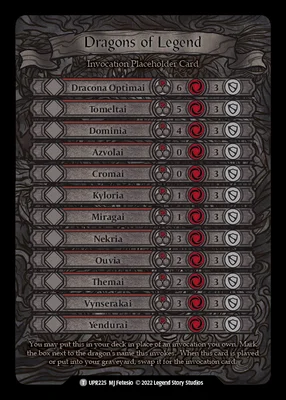 Dragons of Legend
Invocation Placeholder Card
Dracona Optimai 6 3
Tomeltai 5 3
Dominia 4 3
Azvolai 0 3
Cromai 0 3
Kyloria 1 3
Miragai 1 3
Nekria 3 3
Ouvia 2 3
Themai 2 3
Vynserakai 3 3
Yendurai 1 3
You may put this in your deck in place of an invocation you own. Mark
the box next to the dragon's name this invokes. When this card is played
or put into your graveyard, swap it for the invocation card.
UPR225 MJ Fetesio © 2022 Legend Story Studios